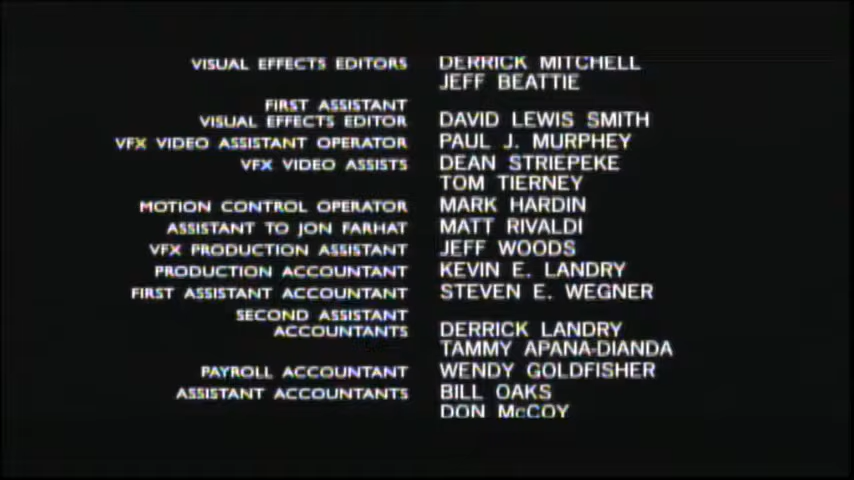 VISUAL EFFECTS EDITORS DERRICK MITCHELL
JEFF BEATTIE
FIRST ASSISTANT
VISUAL EFFECTS EDITOR DAVID LEWIS SMITH
VFX VIDEO ASSISTANT OPERATOR PAUL J. MURPHEY
VFX VIDEO ASSISTS DEAN STRIEPEKE
TOM TIERNEY
MOTION CONTROL OPERATOR MARK HARDIN
ASSISTANT TO JON FARHAT MATT RIVALDI
VFX PRODUCTION ASSISTANT JEFF WOODS
PRODUCTION ACCOUNTANT KEVIN E. LANDRY
FIRST ASSISTANT ACCOUNTANT STEVEN E. WEGNER
SECOND ASSISTANT
ACCOUNTANTS DERRICK LANDRY
TAMMY APANA-DIANDA
PAYROLL ACCOUNTANT WENDY GOLDFISHER
ASSISTANT ACCOUNTANTS BILL OAKS
DON McCOY